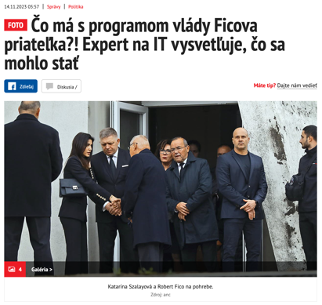 14.11.2023 05:57 | Správy | Politika
FOTO Čo má s programom vlády Ficova
priateľka?! Expert na IT vysvetľuje, čo sa
mohlo stať
Zdieľaj
Diskusia /
Máte tip? Dajte nám vedieť
4 Galéria >
Katarína Szalayová a Robert Fico na pohrebe.
Zdroj: avz